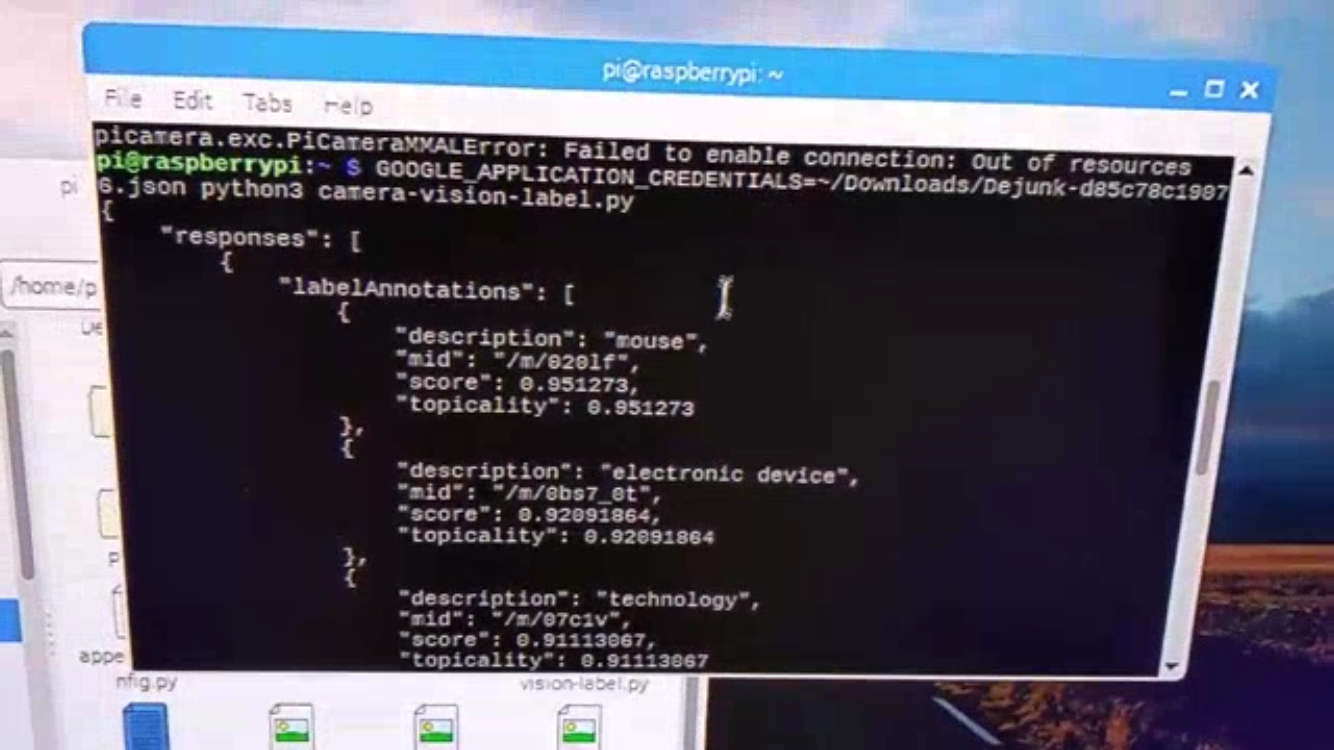 pi@raspberrypi: ~
File Edit Tabs Help
picamera.exc.PiCameraMMALError: Failed to enable connection: Out of resources
pi@raspberrypi:~ $ GOOGLE_APPLICATION_CREDENTIALS=~/Downloads/Dejunk-d85c78c1907
6.json python3 camera-vision-label.py
{
"responses": [
{
"labelAnnotations": [
{
"description": "mouse",
"mid": "/m/020lf",
"score": 0.951273,
"topicality": 0.951273
},
{
"description": "electronic device",
"mid": "/m/0bs7_0t",
"score": 0.92091864,
"topicality": 0.92091864
},
{
"description": "technology",
"mid": "/m/07c1v",
"score": 0.91113067,
"topicality": 0.91113067
pi
/home/p
De
p
appe
nfig.py
vision-label.py